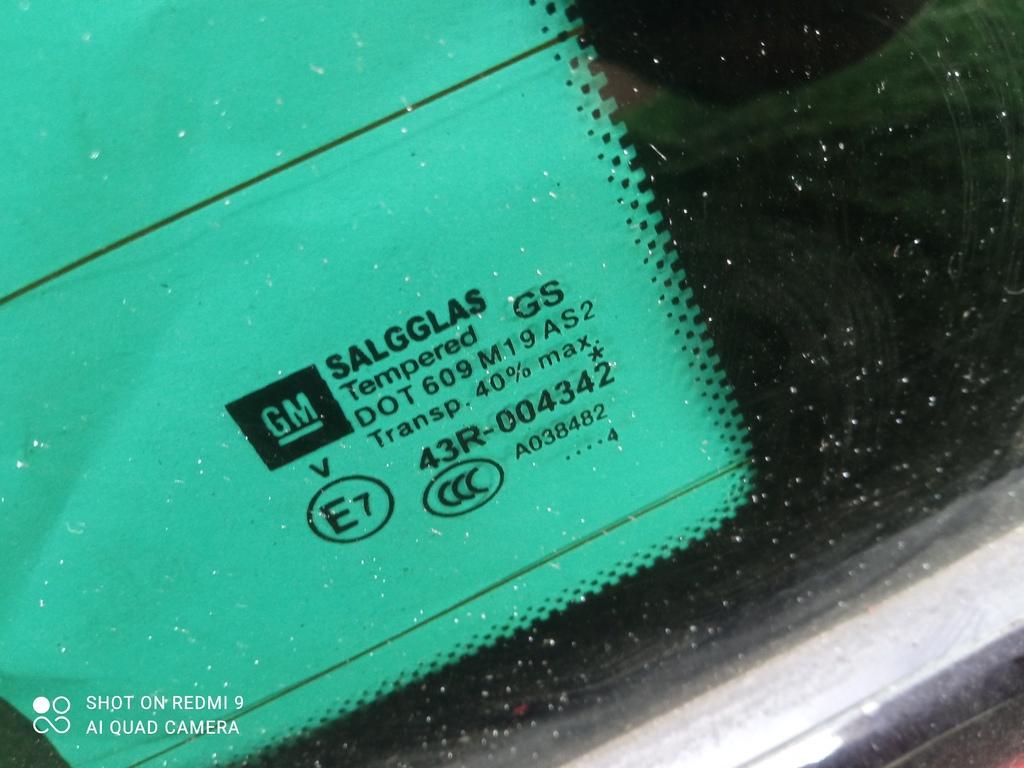 GM
SALGGLAS
Tempered GS
DOT 609 M19 AS2
Transp. 40% max.
43R-004342*
V
E7
CCC
A038482
....4
SHOT ON REDMI 9
AI QUAD CAMERA